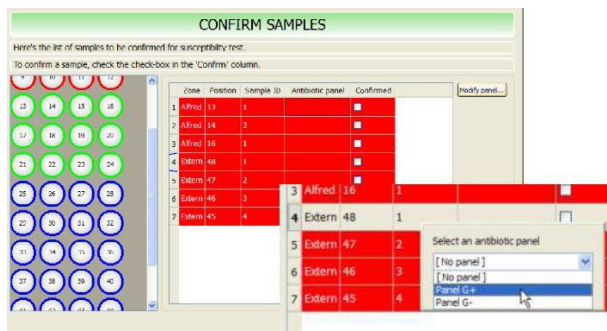 CONFIRM SAMPLES
Here's the list of samples to be confirmed for susceptibility test.
To confirm a sample, check the check-box in the 'Confirm' column.
9 10 11 12
13 14 15 16
17 18 19 20
21 22 23 24
25 26 27 28
29 30 31 32
33 34 35 36
37 38 39 40
Zone Position Sample ID Antibiotic panel Confirmed
1 Alfred 13 1
2 Alfred 14 2
3 Alfred 16 1
4 Extern 48 1
5 Extern 47 2
6 Extern 46 3
7 Extern 45 4
Modify panel...
3 Alfred 16 1
4 Extern 48 1
5 Extern 47 2
6 Extern 46 3
7 Extern 45 4
Select an antibiotic panel
[ No panel ]
[ No panel ]
Panel G+
Panel G-